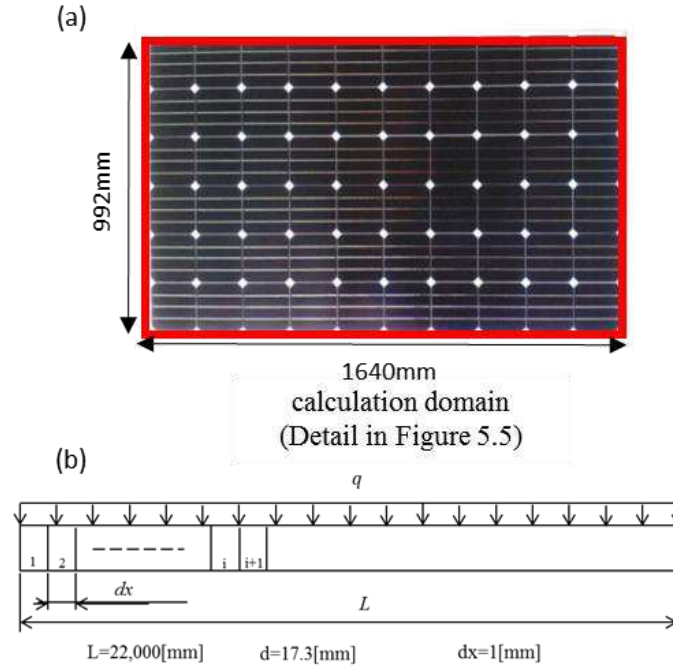 (a)
992mm
1640mm
calculation domain
(Detail in Figure 5.5)
(b)
q
1 2 i i+1
dx
L
L=22,000[mm] d=17.3[mm] dx=1[mm]